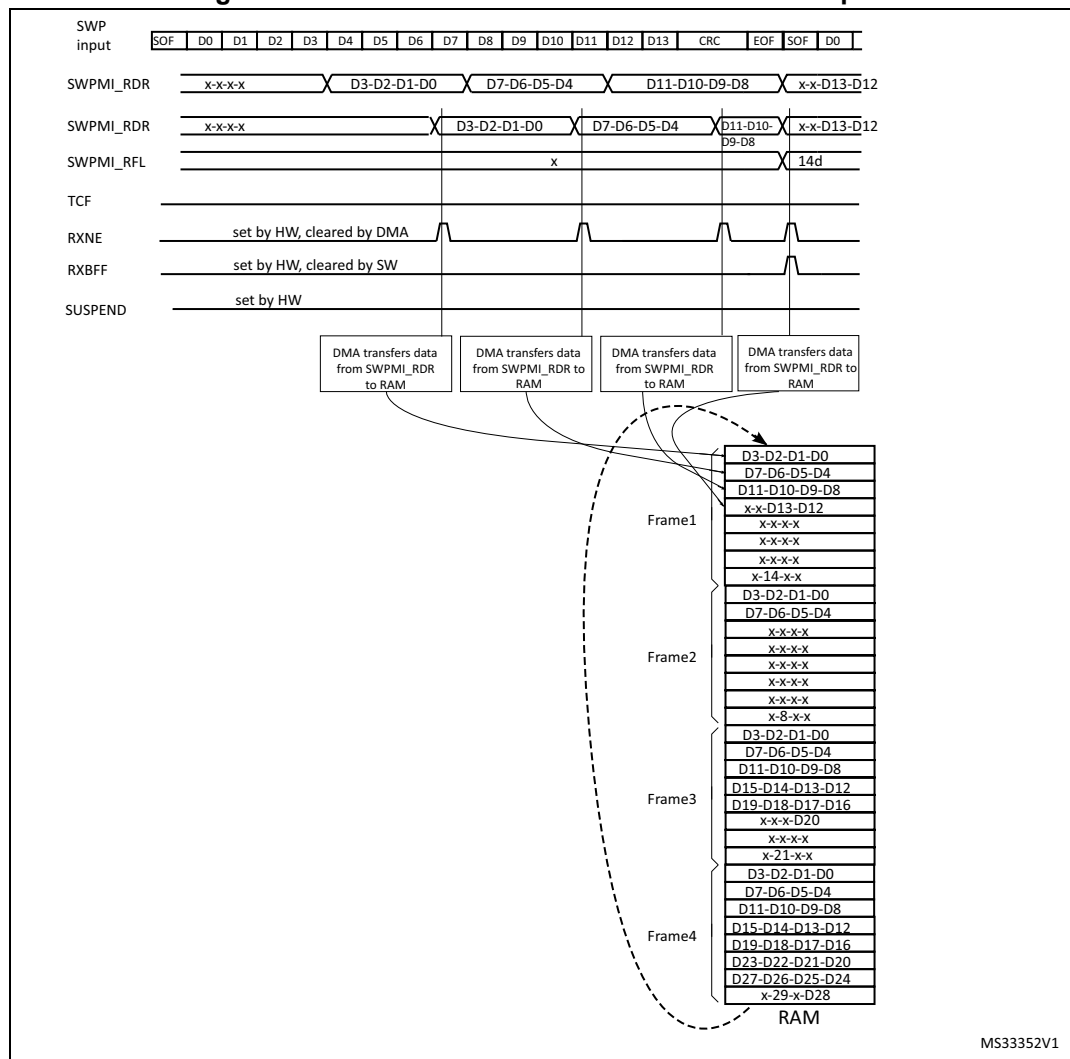 SWP input SOF D0 D1 D2 D3 D4 D5 D6 D7 D8 D9 D10 D11 D12 D13 CRC EOF SOF D0
SWPMI_RDR x-x-x-x D3-D2-D1-D0 D7-D6-D5-D4 D11-D10-D9-D8 x-x-D13-D12
SWPMI_RDR x-x-x-x D3-D2-D1-D0 D7-D6-D5-D4 D11-D10-D9-D8 x-x-D13-D12
SWPMI_RFL x 14d
TCF
RXNE set by HW, cleared by DMA
RXBFF set by HW, cleared by SW
SUSPEND set by HW
DMA transfers data
from SWPMI_RDR
to RAM
DMA transfers data
from SWPMI_RDR to
RAM
DMA transfers data
from SWPMI_RDR
to RAM
DMA transfers data
from SWPMI_RDR to
RAM
Frame1
D3-D2-D1-D0
D7-D6-D5-D4
D11-D10-D9-D8
x-x-D13-D12
x-x-x-x
x-x-x-x
x-x-x-x
x-14-x-x
Frame2
D3-D2-D1-D0
D7-D6-D5-D4
x-x-x-x
x-x-x-x
x-x-x-x
x-x-x-x
x-x-x-x
x-8-x-x
Frame3
D3-D2-D1-D0
D7-D6-D5-D4
D11-D10-D9-D8
D15-D14-D13-D12
D19-D18-D17-D16
x-x-x-D20
x-x-x-x
x-21-x-x
Frame4
D3-D2-D1-D0
D7-D6-D5-D4
D11-D10-D9-D8
D15-D14-D13-D12
D19-D18-D17-D16
D23-D22-D21-D20
D27-D26-D25-D24
x-29-x-D28
RAM
MS33352V1